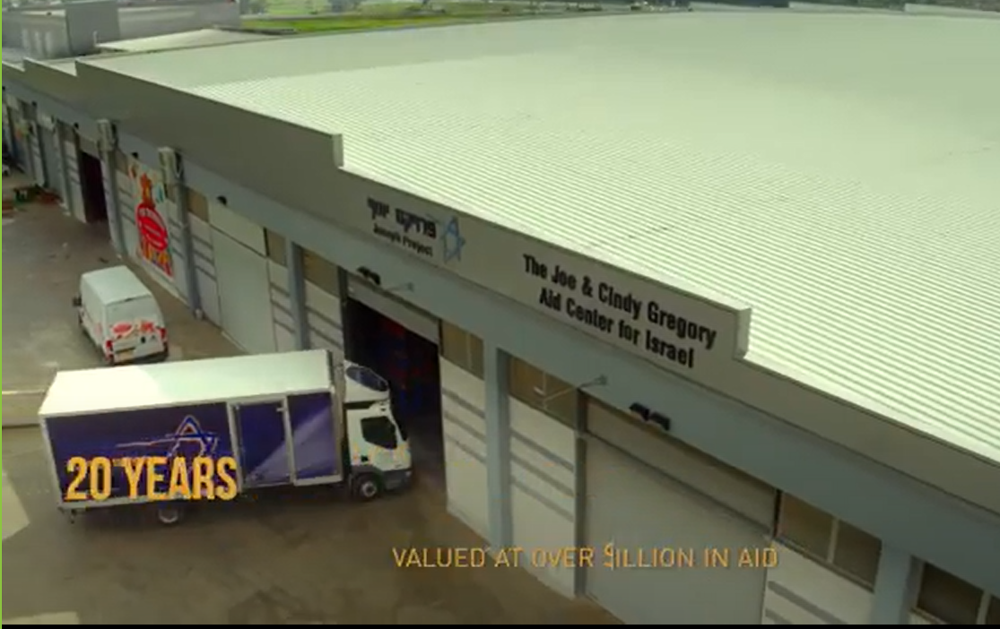 פרויקט יוסף
Joseph Project
The Joe & Cindy Gregory
Aid Center for Israel
20 YEARS
VALUED AT OVER $ILLION IN AID